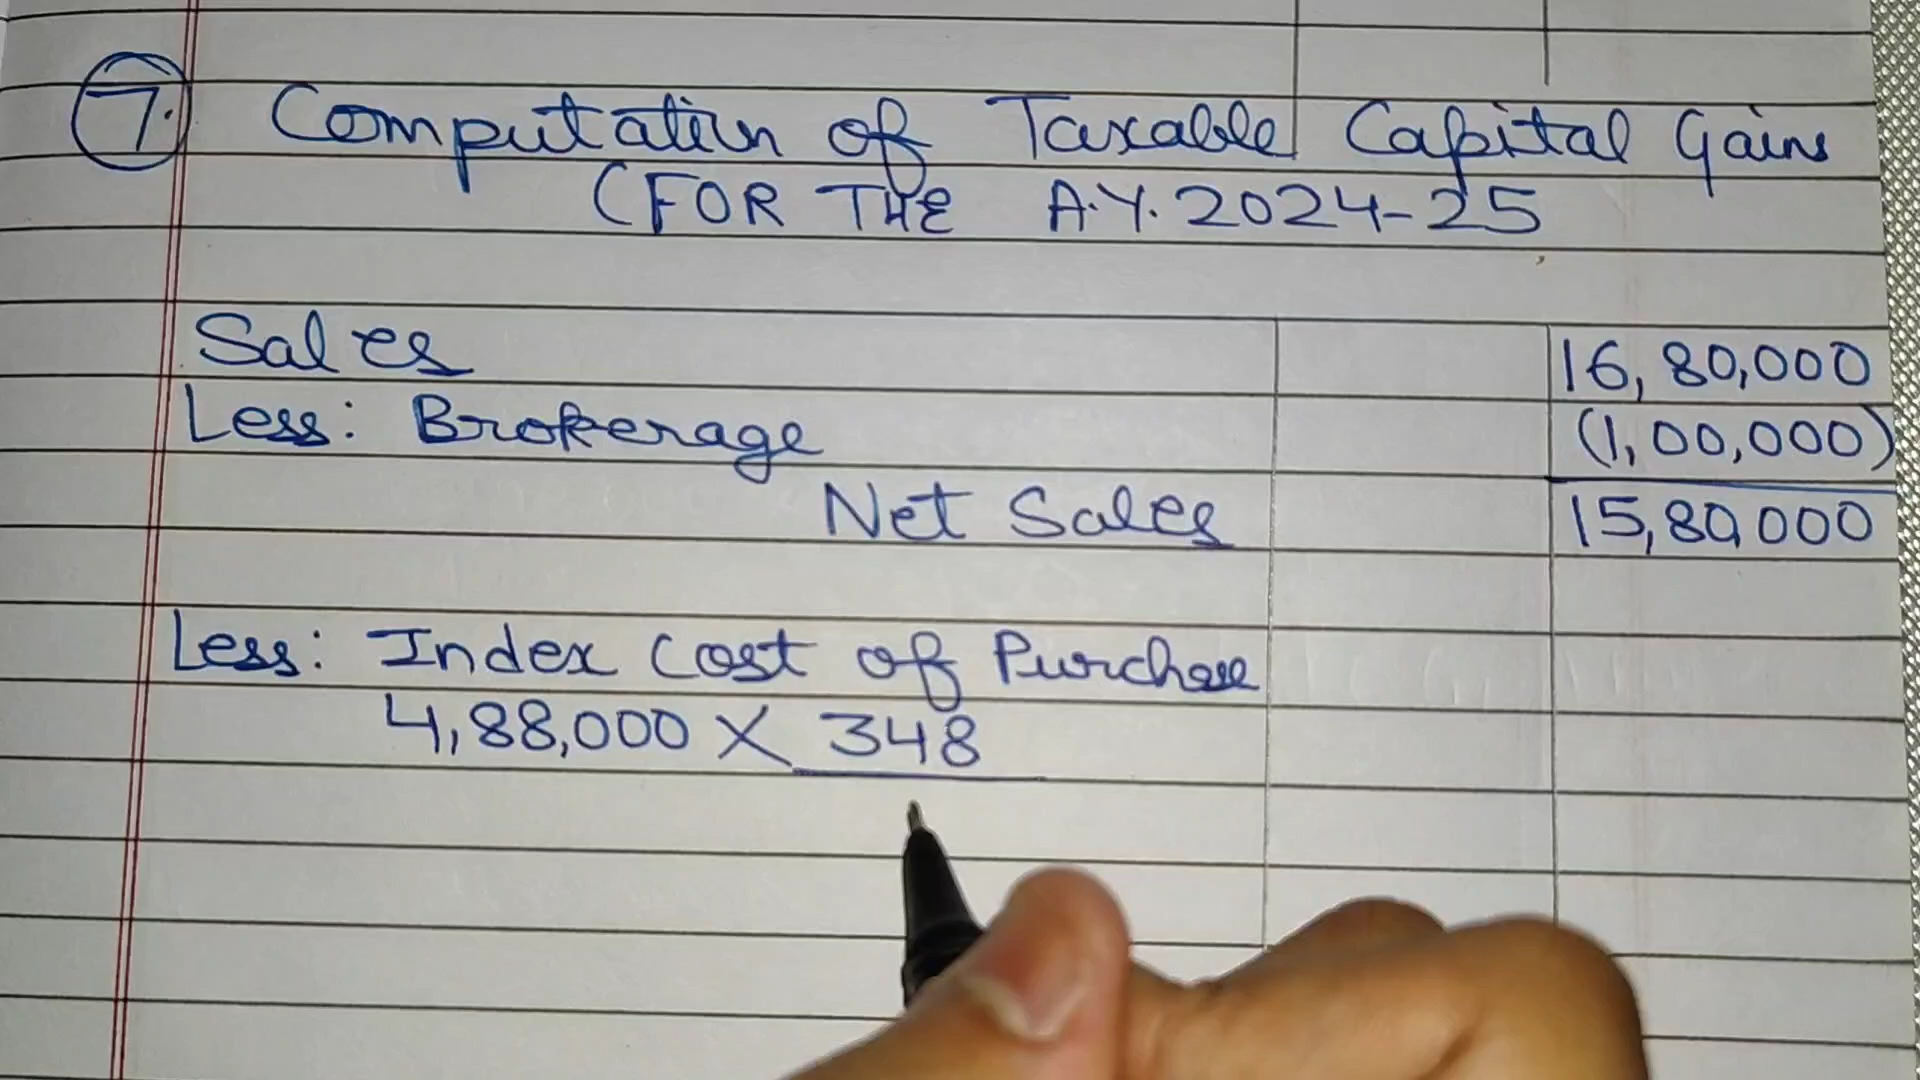 7. Computation of Taxable Capital Gains
(FOR THE A.Y. 2024-25
Sales 16,80,000
Less: Brokerage (1,00,000)
Net Sales 15,80,000
Less: Index Cost of Purchase
4,88,000 X 348